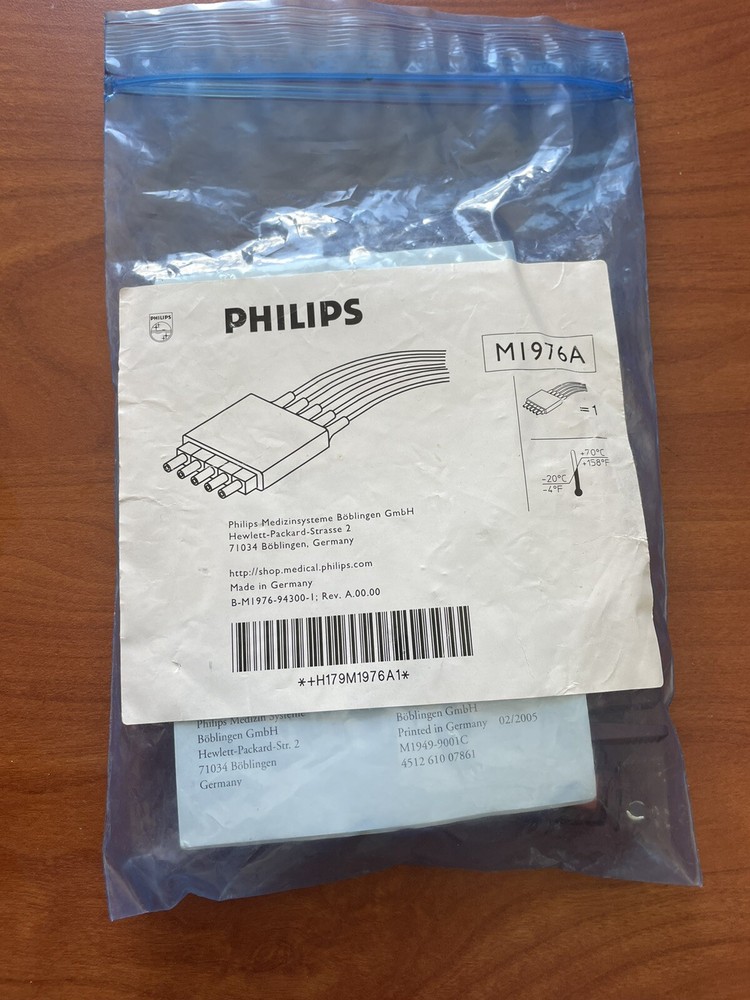 PHILIPS
PHILIPS
M1976A
=1
+70°C
+158°F
-20°C
-4°F
Philips Medizinsysteme Böblingen GmbH
Hewlett-Packard-Strasse 2
71034 Böblingen, Germany
http://shop.medical.philips.com
Made in Germany
B-M1976-94300-1; Rev. A.00.00
*+H179M1976A1*
Philips Medizin Systeme
Böblingen GmbH
Hewlett-Packard-Str. 2
71034 Böblingen
Germany
Böblingen GmbH
Printed in Germany 02/2005
M1949-9001C
4512 610 07861